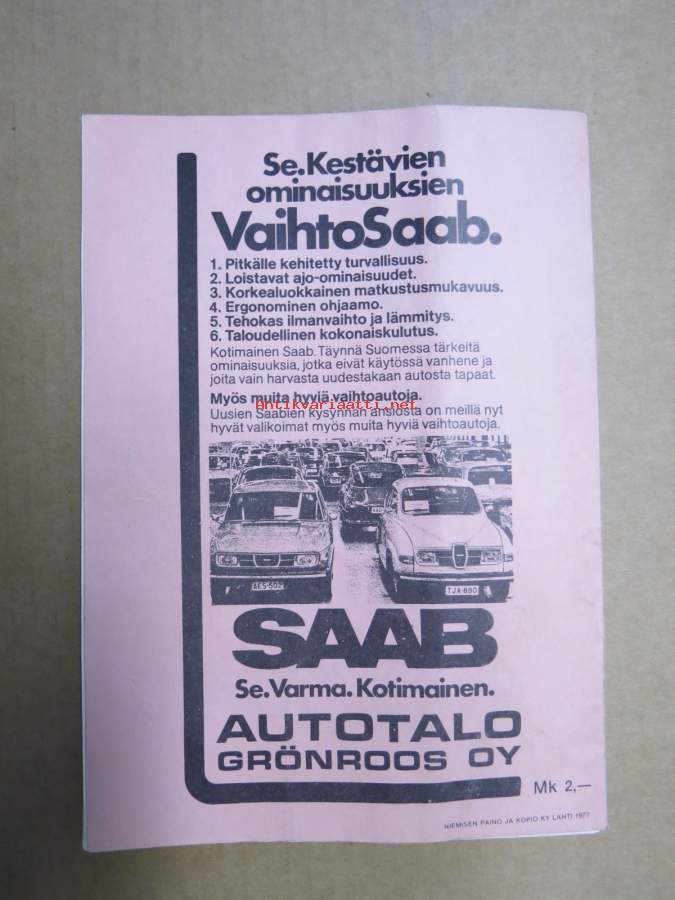 Se.Kestävien
ominaisuuksien
VaihtoSaab.
1. Pitkälle kehitetty turvallisuus.
2. Loistavat ajo-ominaisuudet.
3. Korkealuokkainen matkustusmukavuus.
4. Ergonominen ohjaamo.
5. Tehokas ilmanvaihto ja lämmitys.
6. Taloudellinen kokonaiskulutus.
Kotimainen Saab. Täynnä Suomessa tärkeitä
ominaisuuksia, jotka eivät käytössä vanhene ja
joita vain harvasta uudestakaan autosta tapaat.
Myös muita hyviä vaihtoautoja.
Antikvariaatti.net
Uusien Saabien kysynnän ansiosta on meillä nyt
hyvät valikoimat myös muita hyviä vaihtoautoja.
AES-502
TJA-890
SAAB
Se.Varma. Kotimainen.
AUTOTALO
GRÖNROOS OY
Mk 2,—
NIEMISEN PAINO JA KOPIO KY LAHTI 1977